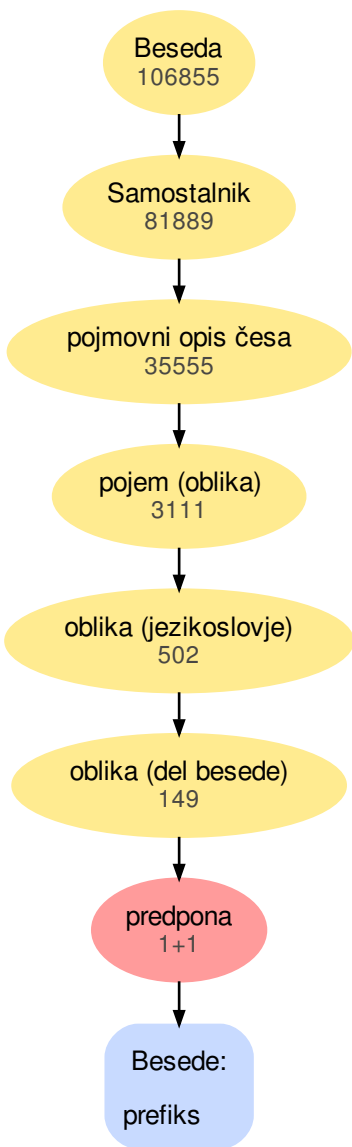 Beseda
106855
Samostalnik
81889
pojmovni opis česa
35555
pojem (oblika)
3111
oblika (jezikoslovje)
502
oblika (del besede)
149
predpona
1+1
Besede:
prefiks